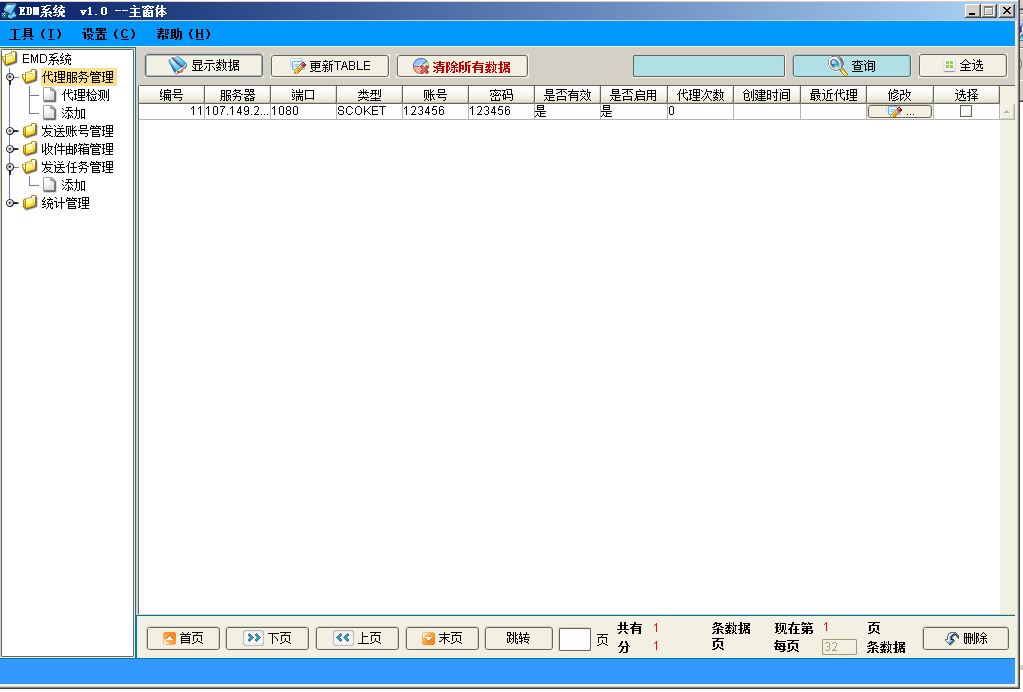 EDM系统 v1.0 --主窗体
工具(I) 设置(C) 帮助(H)
EMD系统
代理服务管理
代理检测
添加
发送账号管理
收件邮箱管理
发送任务管理
添加
统计管理
显示数据 更新TABLE 清除所有数据 查询 全选
编号 服务器 端口 类型 账号 密码 是否有效 是否启用 代理次数 创建时间 最近代理 修改 选择
11 107.149.2... 1080 SCOKET 123456 123456 是 是 0 ...
首页 下页 上页 末页 跳转 页
共有 1 条数据 现在第 1 页
分 1 页 每页 32 条数据
删除